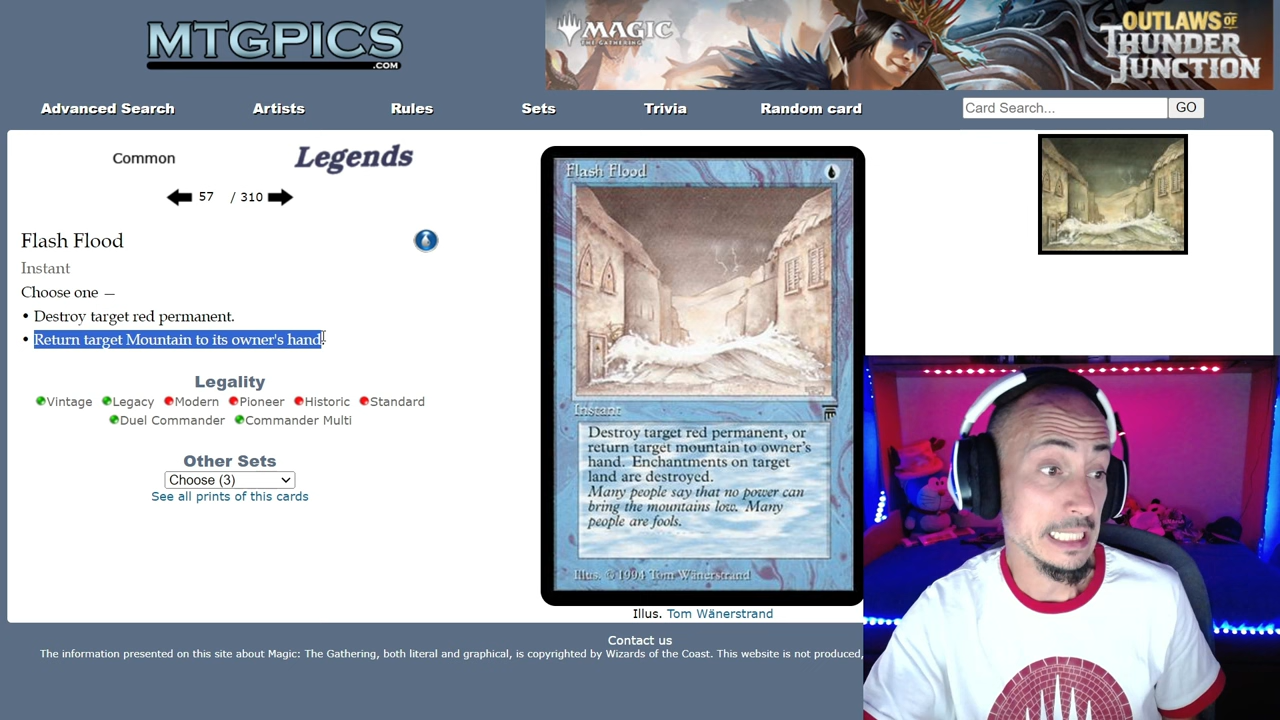 MTGPICS
.COM
MAGIC
THE GATHERING
OUTLAWS OF
THUNDER
JUNCTION
Advanced Search
Artists
Rules
Sets
Trivia
Random card
Card Search...
GO
Common
Legends
57 / 310
Flash Flood
Instant
Choose one —
• Destroy target red permanent.
• Return target Mountain to its owner's hand.
Legality
Vintage Legacy Modern Pioneer Historic Standard
Duel Commander Commander Multi
Other Sets
Choose (3)
See all prints of this cards
Flash Flood
Instant
Destroy target red permanent, or
return target mountain to owner's
hand. Enchantments on target
land are destroyed.
Many people say that no power can
bring the mountains low. Many
people are fools.
Illus. ©1994 Tom Wänerstrand
Illus. Tom Wänerstrand
Contact us
The information presented on this site about Magic: The Gathering, both literal and graphical, is copyrighted by Wizards of the Coast. This website is not produced,